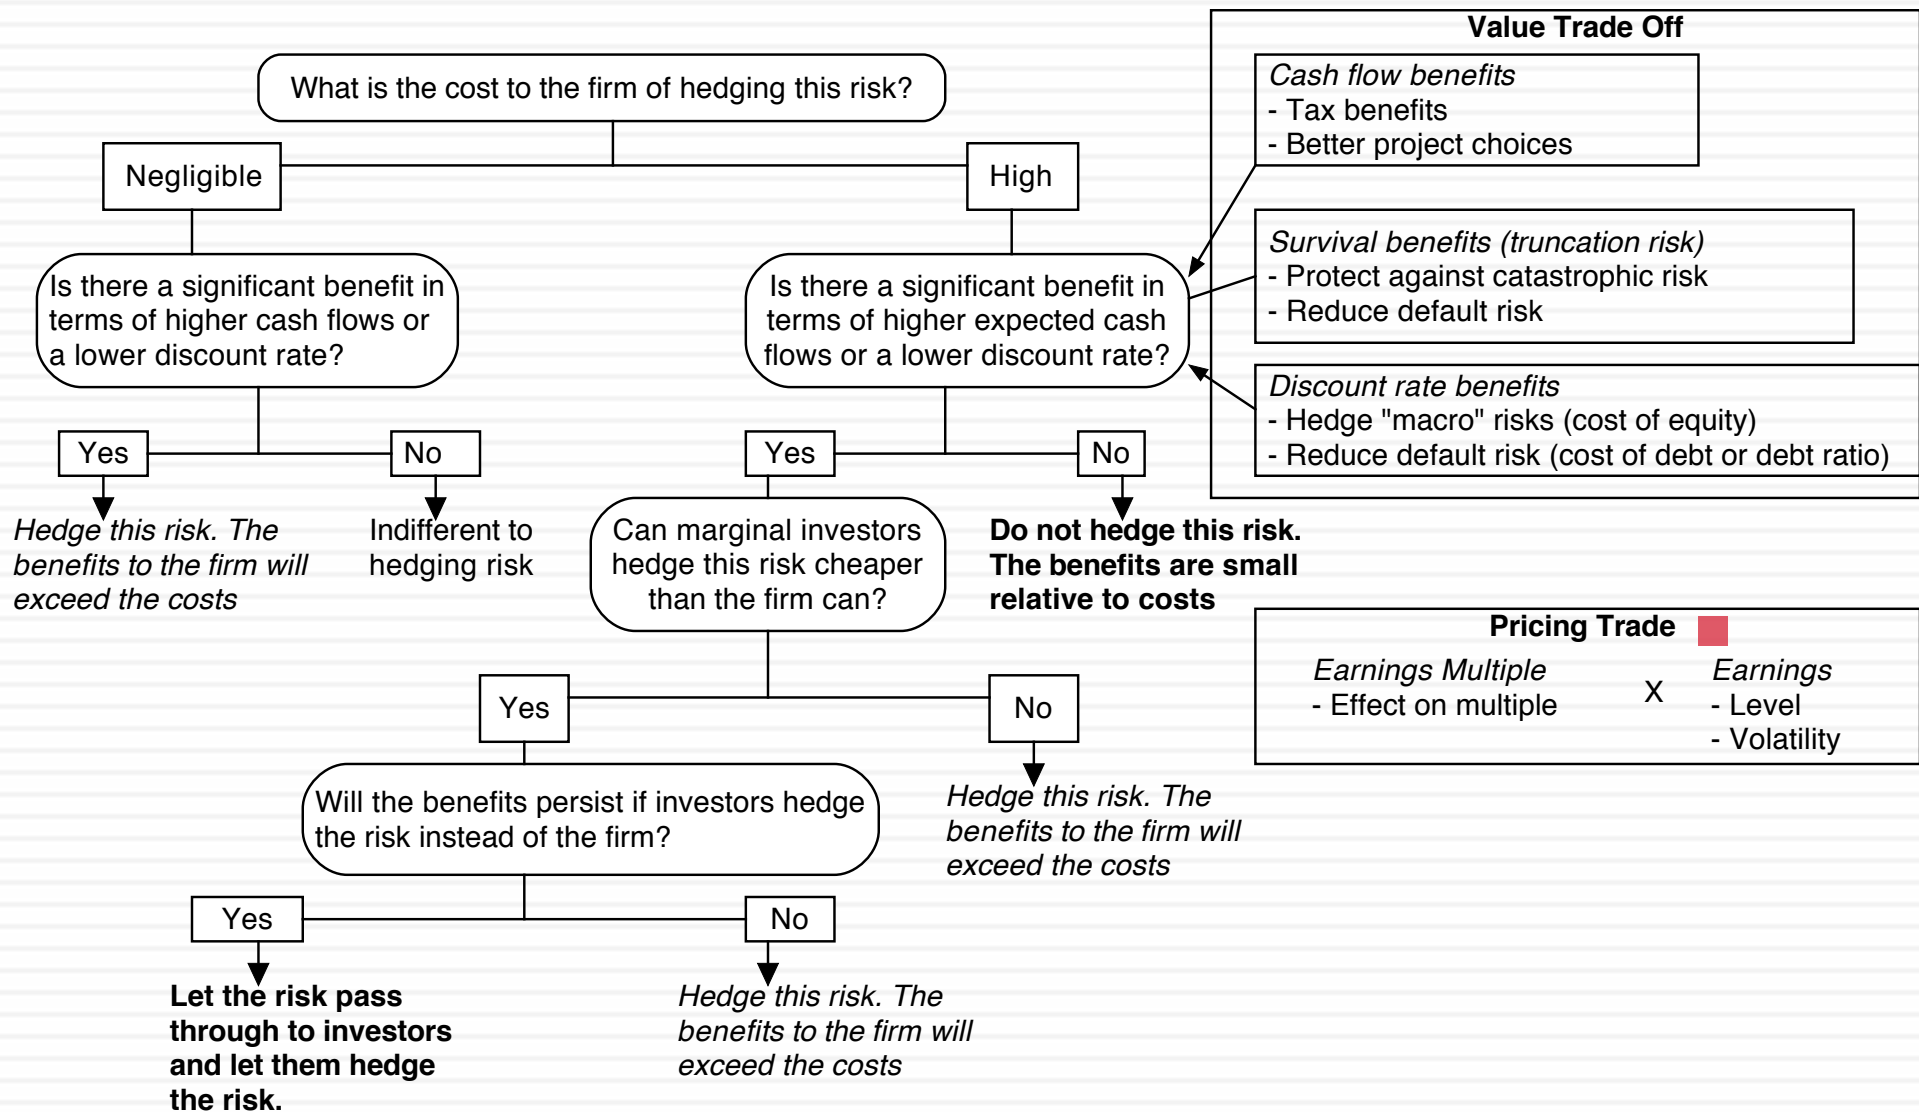 Value Trade Off
What is the cost to the firm of hedging this risk?
Cash flow benefits
- Tax benefits
- Better project choices
Negligible
High
Survival benefits (truncation risk)
- Protect against catastrophic risk
- Reduce default risk
Is there a significant benefit in
terms of higher cash flows or
a lower discount rate?
Is there a significant benefit in
terms of higher expected cash
flows or a lower discount rate?
Discount rate benefits
- Hedge "macro" risks (cost of equity)
- Reduce default risk (cost of debt or debt ratio)
Yes
No
Yes
No
Hedge this risk. The
benefits to the firm will
exceed the costs
Indifferent to
hedging risk
Can marginal investors
hedge this risk cheaper
than the firm can?
Do not hedge this risk.
The benefits are small
relative to costs
Pricing Trade
Earnings Multiple
- Effect on multiple
X
Earnings
- Level
- Volatility
Yes
No
Will the benefits persist if investors hedge
the risk instead of the firm?
Hedge this risk. The
benefits to the firm will
exceed the costs
Yes
No
Let the risk pass
through to investors
and let them hedge
the risk.
Hedge this risk. The
benefits to the firm will
exceed the costs